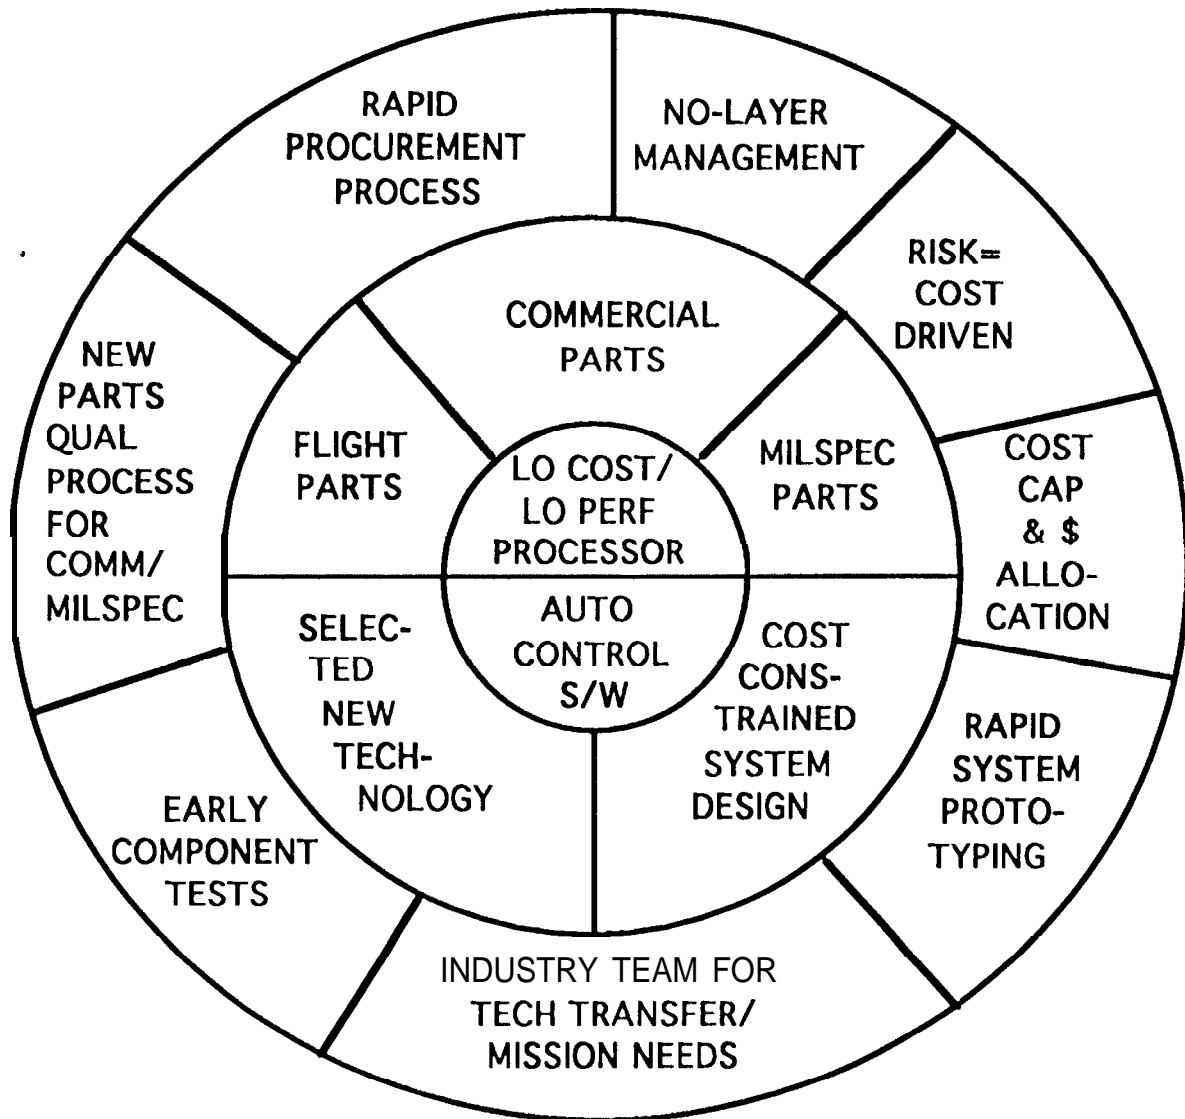 RAPID
PROCUREMENT
PROCESS
NO-LAYER
MANAGEMENT
RISK=
COST
DRIVEN
COST
CAP
& $
ALLO-
CATION
RAPID
SYSTEM
PROTO-
TYPING
INDUSTRY TEAM FOR
TECH TRANSFER/
MISSION NEEDS
EARLY
COMPONENT
TESTS
NEW
PARTS
QUAL
PROCESS
FOR
COMM/
MILSPEC
COMMERCIAL
PARTS
MILSPEC
PARTS
COST
CONS-
TRAINED
SYSTEM
DESIGN
SELEC-
TED
NEW
TECH-
NOLOGY
FLIGHT
PARTS
LO COST/
LO PERF
PROCESSOR
AUTO
CONTROL
S/W